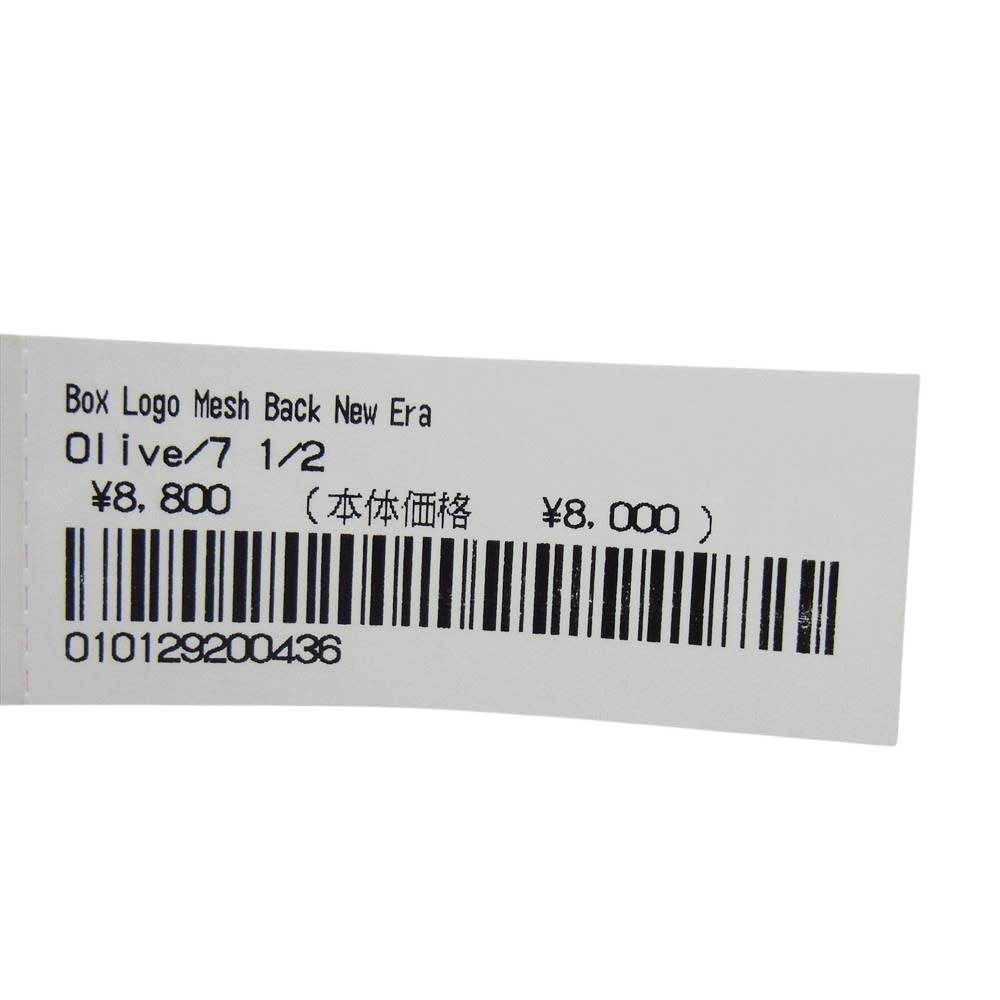 Box Logo Mesh Back New Era
Olive/7 1/2
¥8,800 (本体価格 ¥8,000)
010129200436